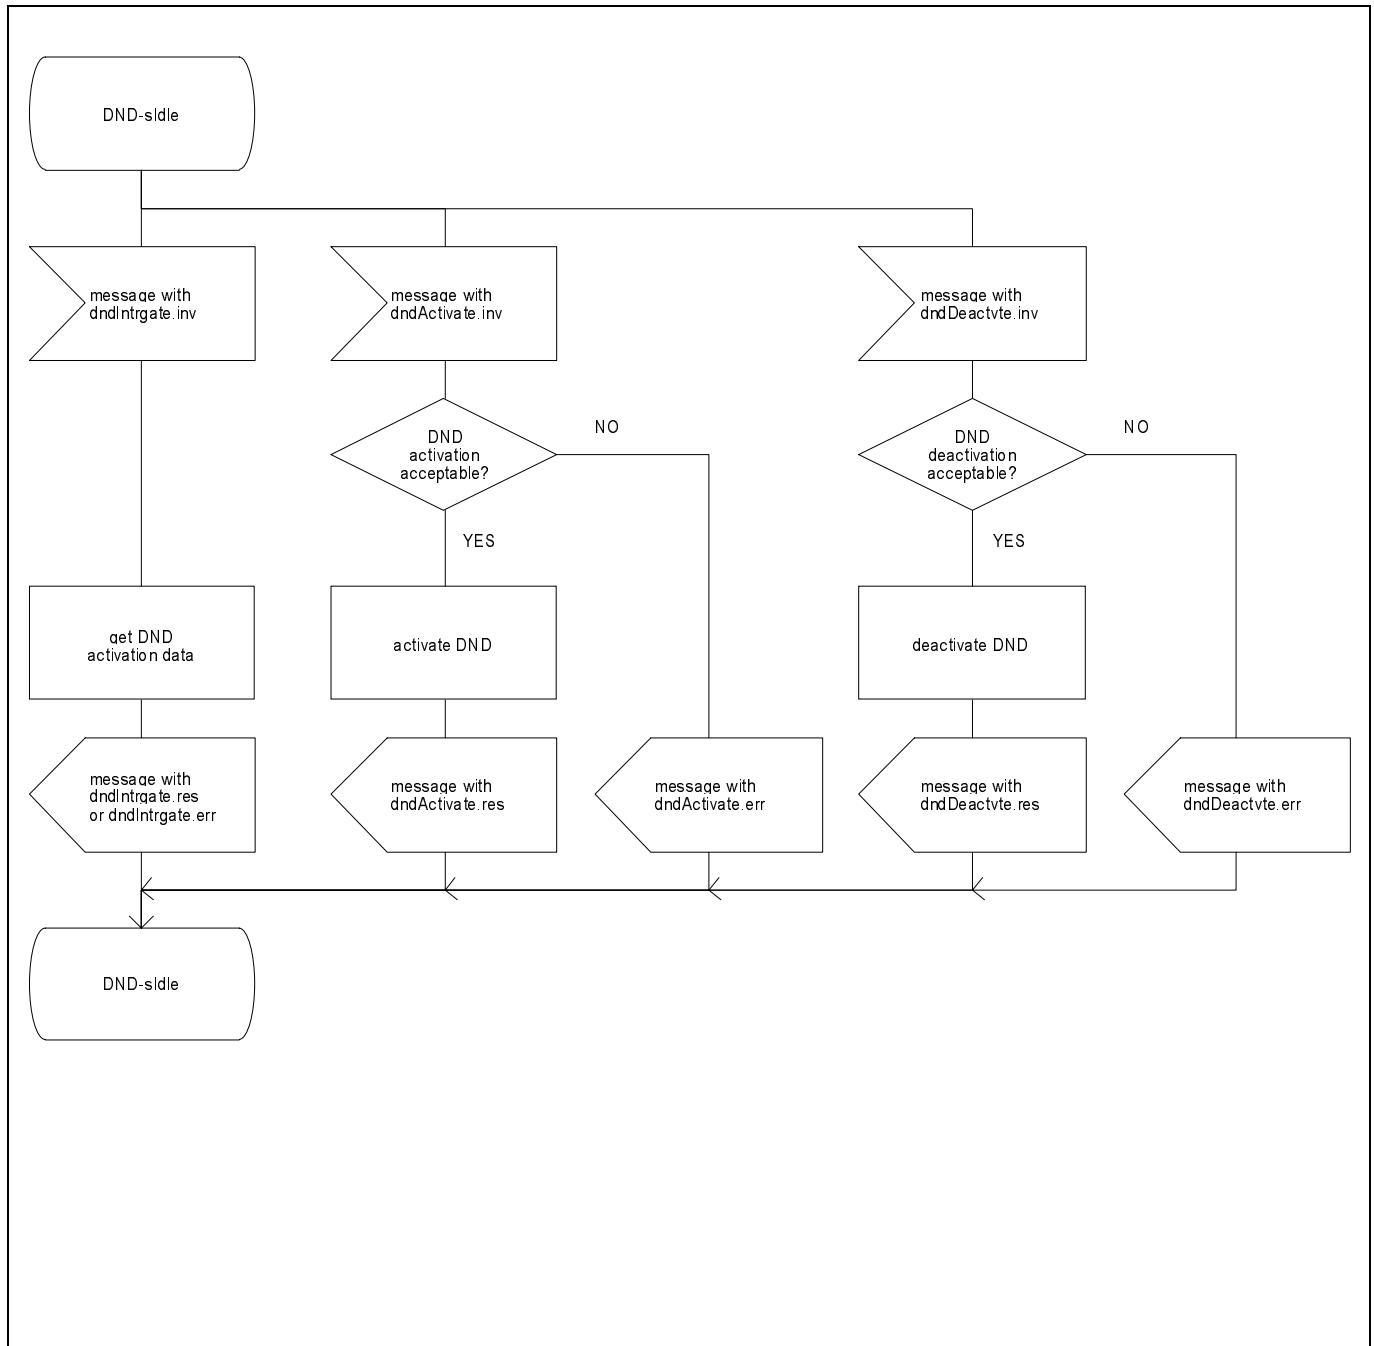 DND-sIdle
message with
dndIntrgate.inv
message with
dndActivate.inv
message with
dndDeactvte.inv
DND
activation
acceptable?
NO
DND
deactivation
acceptable?
NO
YES
YES
get DND
activation data
activate DND
deactivate DND
message with
dndIntrgate.res
or dndIntrgate.err
message with
dndActivate.res
message with
dndActivate.err
message with
dndDeactvte.res
message with
dndDeactvte.err
DND-sIdle